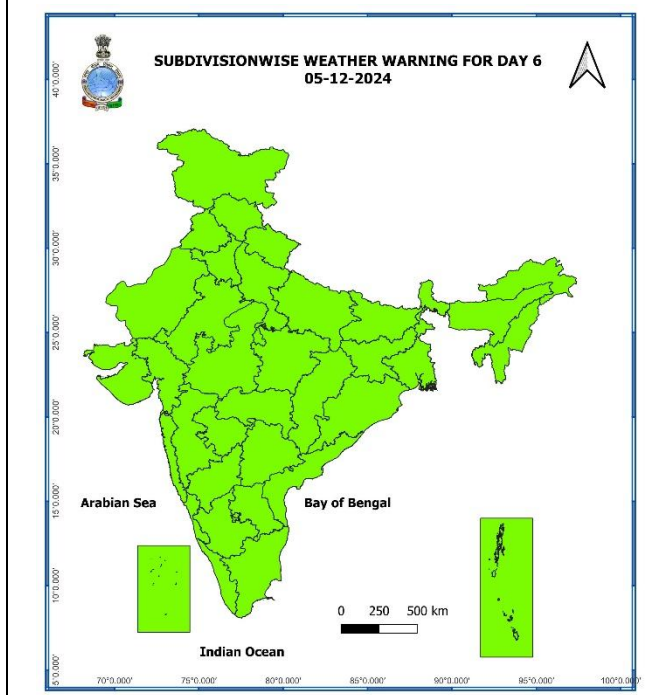 SUBDIVISIONWISE WEATHER WARNING FOR DAY 6
05-12-2024
40°0.000'
35°0.000'
30°0.000'
25°0.000'
20°0.000'
15°0.000'
10°0.000'
5°0.000'
Arabian Sea
Bay of Bengal
0 250 500 km
Indian Ocean
70°0.000' 75°0.000' 80°0.000' 85°0.000' 90°0.000' 95°0.000' 100°0.000'